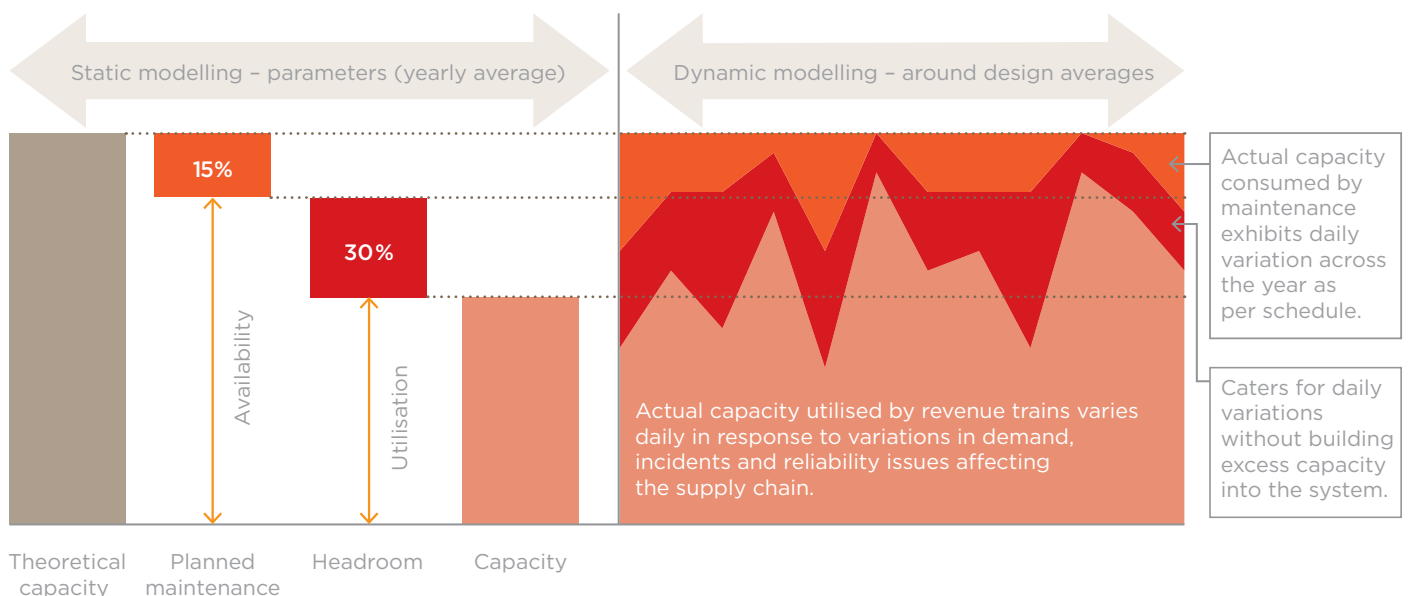 Static modelling – parameters (yearly average)
Dynamic modelling – around design averages
15%
30%
Availability
Utilisation
Actual capacity utilised by revenue trains varies
daily in response to variations in demand,
incidents and reliability issues affecting
the supply chain.
Actual capacity
consumed by
maintenance
exhibits daily
variation across
the year as
per schedule.
Caters for daily
variations
without building
excess capacity
into the system.
Theoretical
capacity
Planned
maintenance
Headroom
Capacity